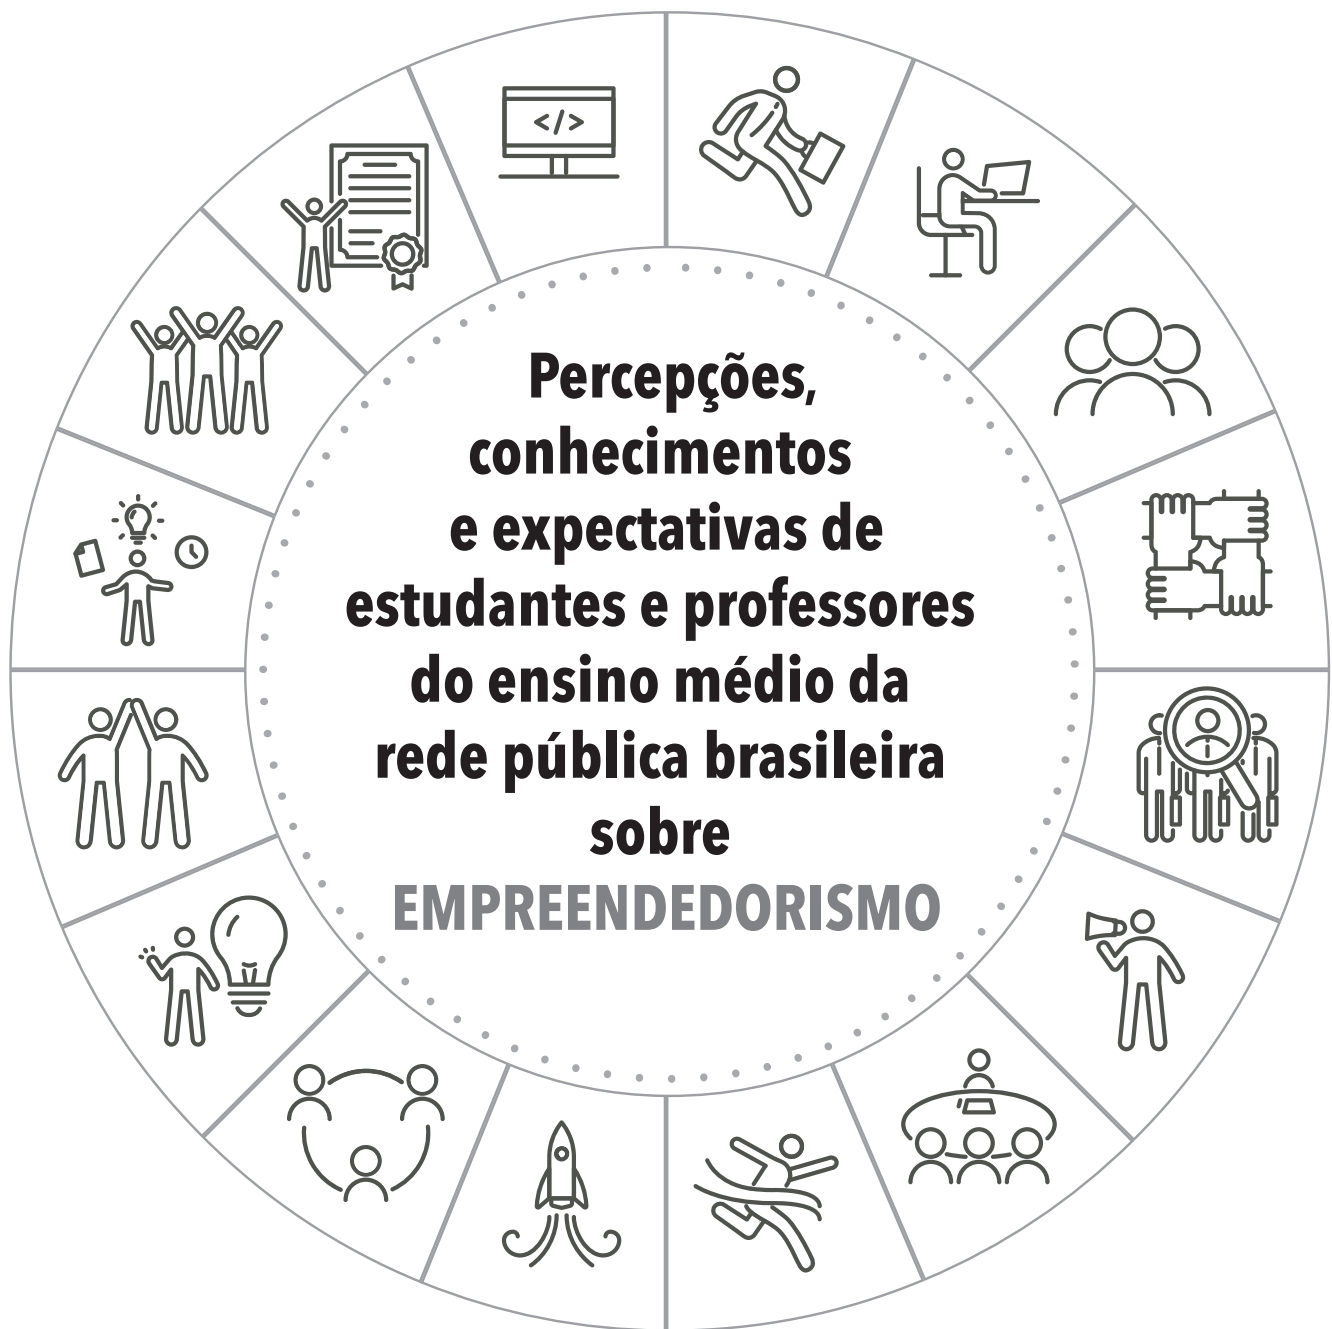 </>
Percepções,
conhecimentos
e expectativas de
estudantes e professores
do ensino médio da
rede pública brasileira
sobre
EMPREENDEDORISMO